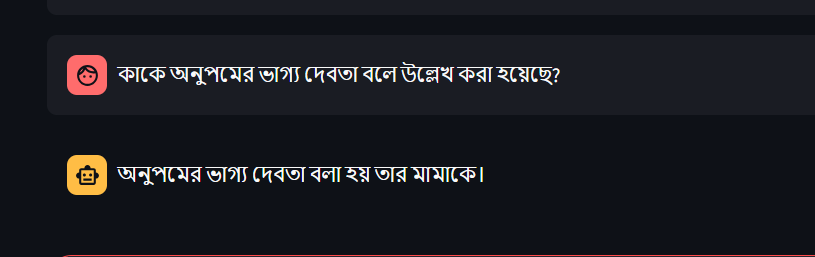 কাকে অনুপমের ভাগ্য দেবতা বলে উল্লেখ করা হয়েছে?
অনুপমের ভাগ্য দেবতা বলা হয় তার মামাকে।